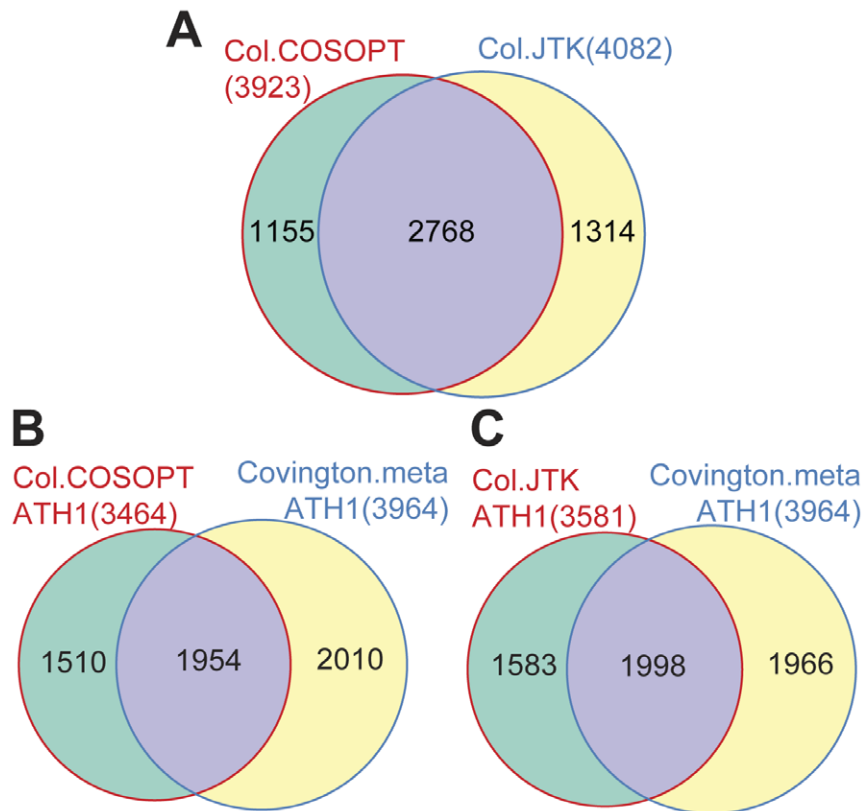 A
Col.COSOPT
(3923)
Col.JTK(4082)
1155
2768
1314
B
Col.COSOPT
ATH1(3464)
Covington.meta
ATH1(3964)
1510
1954
2010
C
Col.JTK
ATH1(3581)
Covington.meta
ATH1(3964)
1583
1998
1966